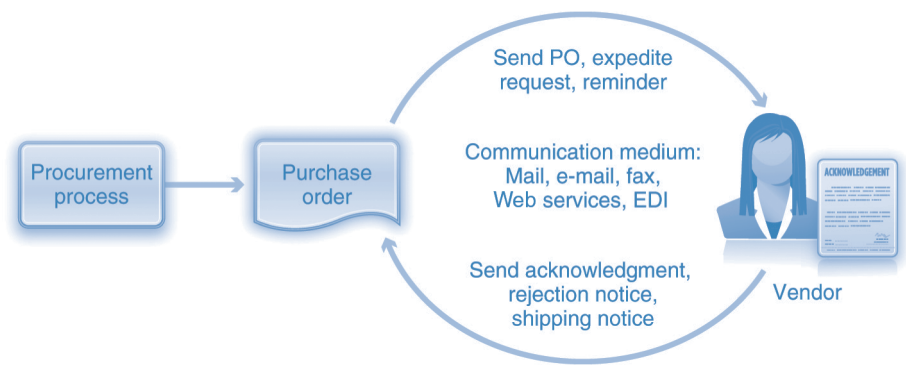 Send PO, expedite
request, reminder
Procurement
process
Purchase
order
Communication medium:
Mail, e-mail, fax,
Web services, EDI
ACKNOWLEDGEMENT
Send acknowledgment,
rejection notice,
shipping notice
Vendor